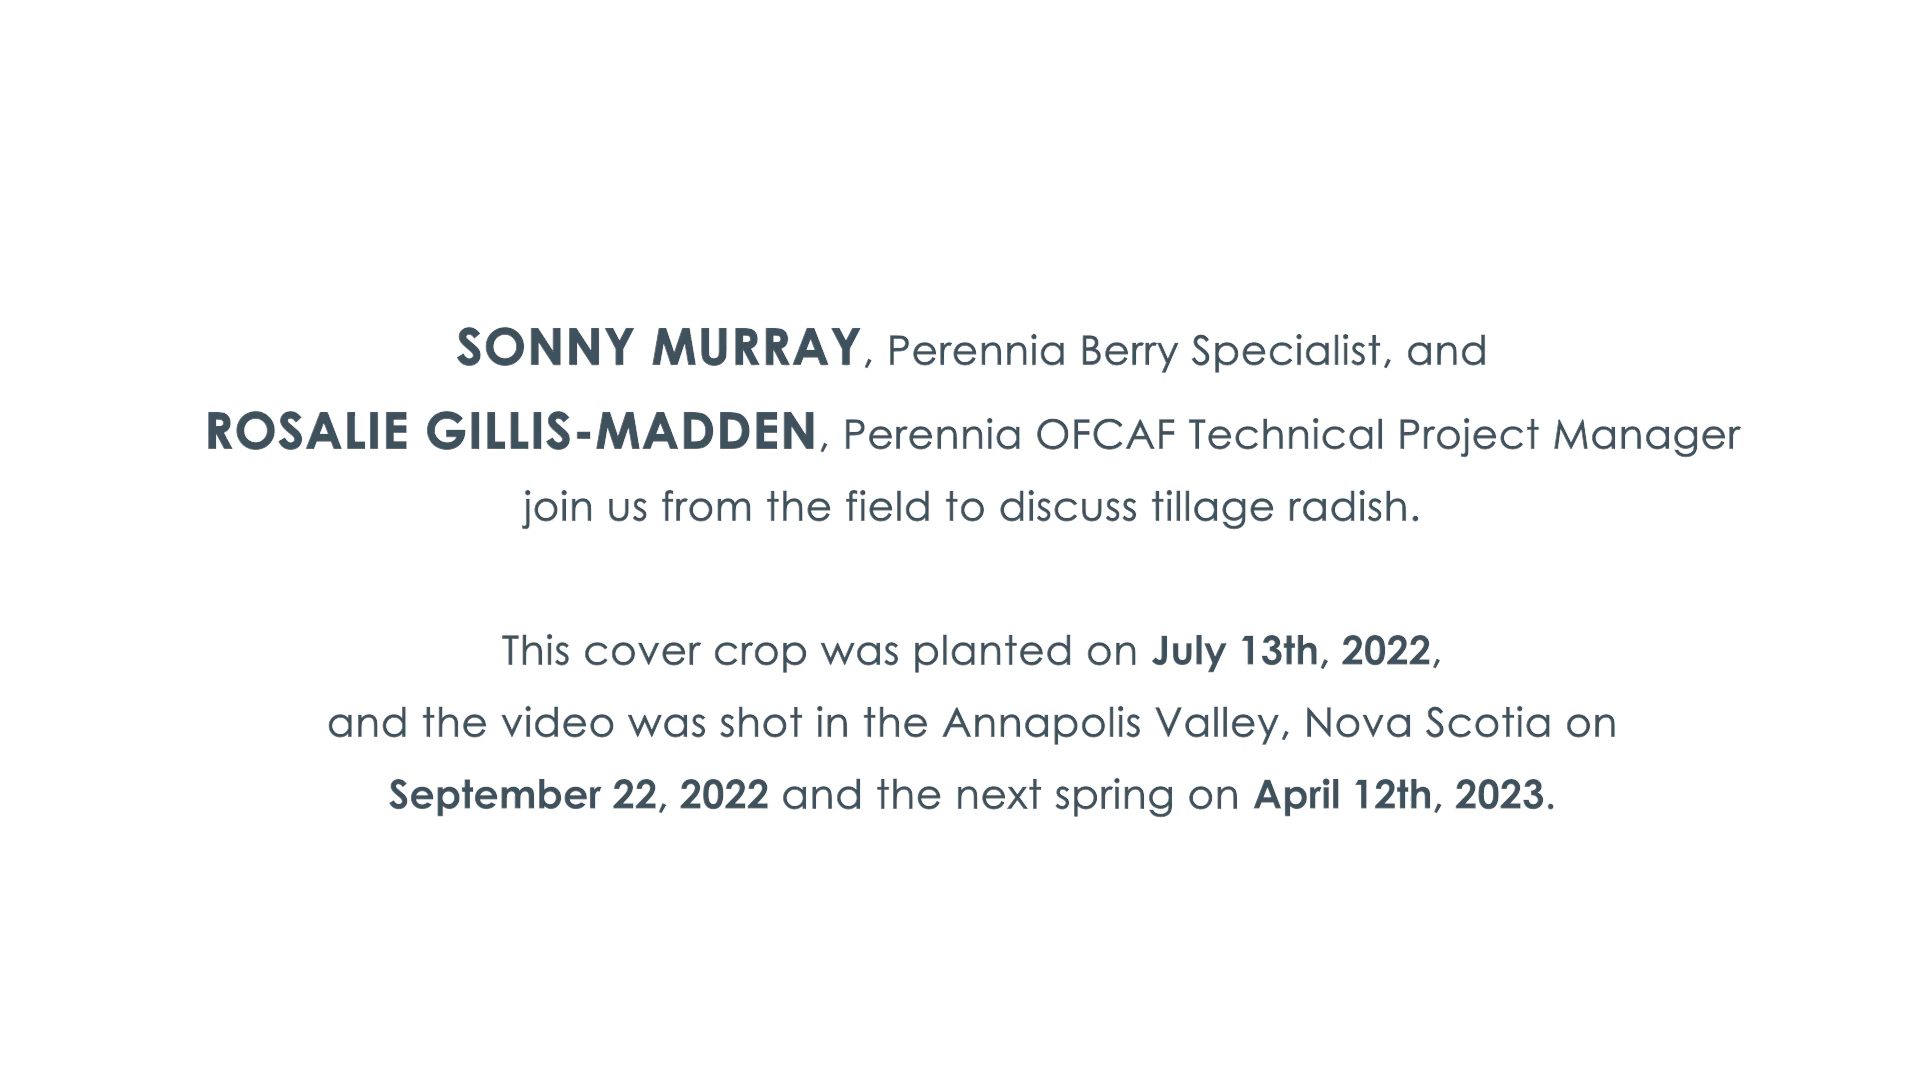 SONNY MURRAY, Perennia Berry Specialist, and
ROSALIE GILLIS-MADDEN, Perennia OFCAF Technical Project Manager
join us from the field to discuss tillage radish.
This cover crop was planted on July 13th, 2022,
and the video was shot in the Annapolis Valley, Nova Scotia on
September 22, 2022 and the next spring on April 12th, 2023.